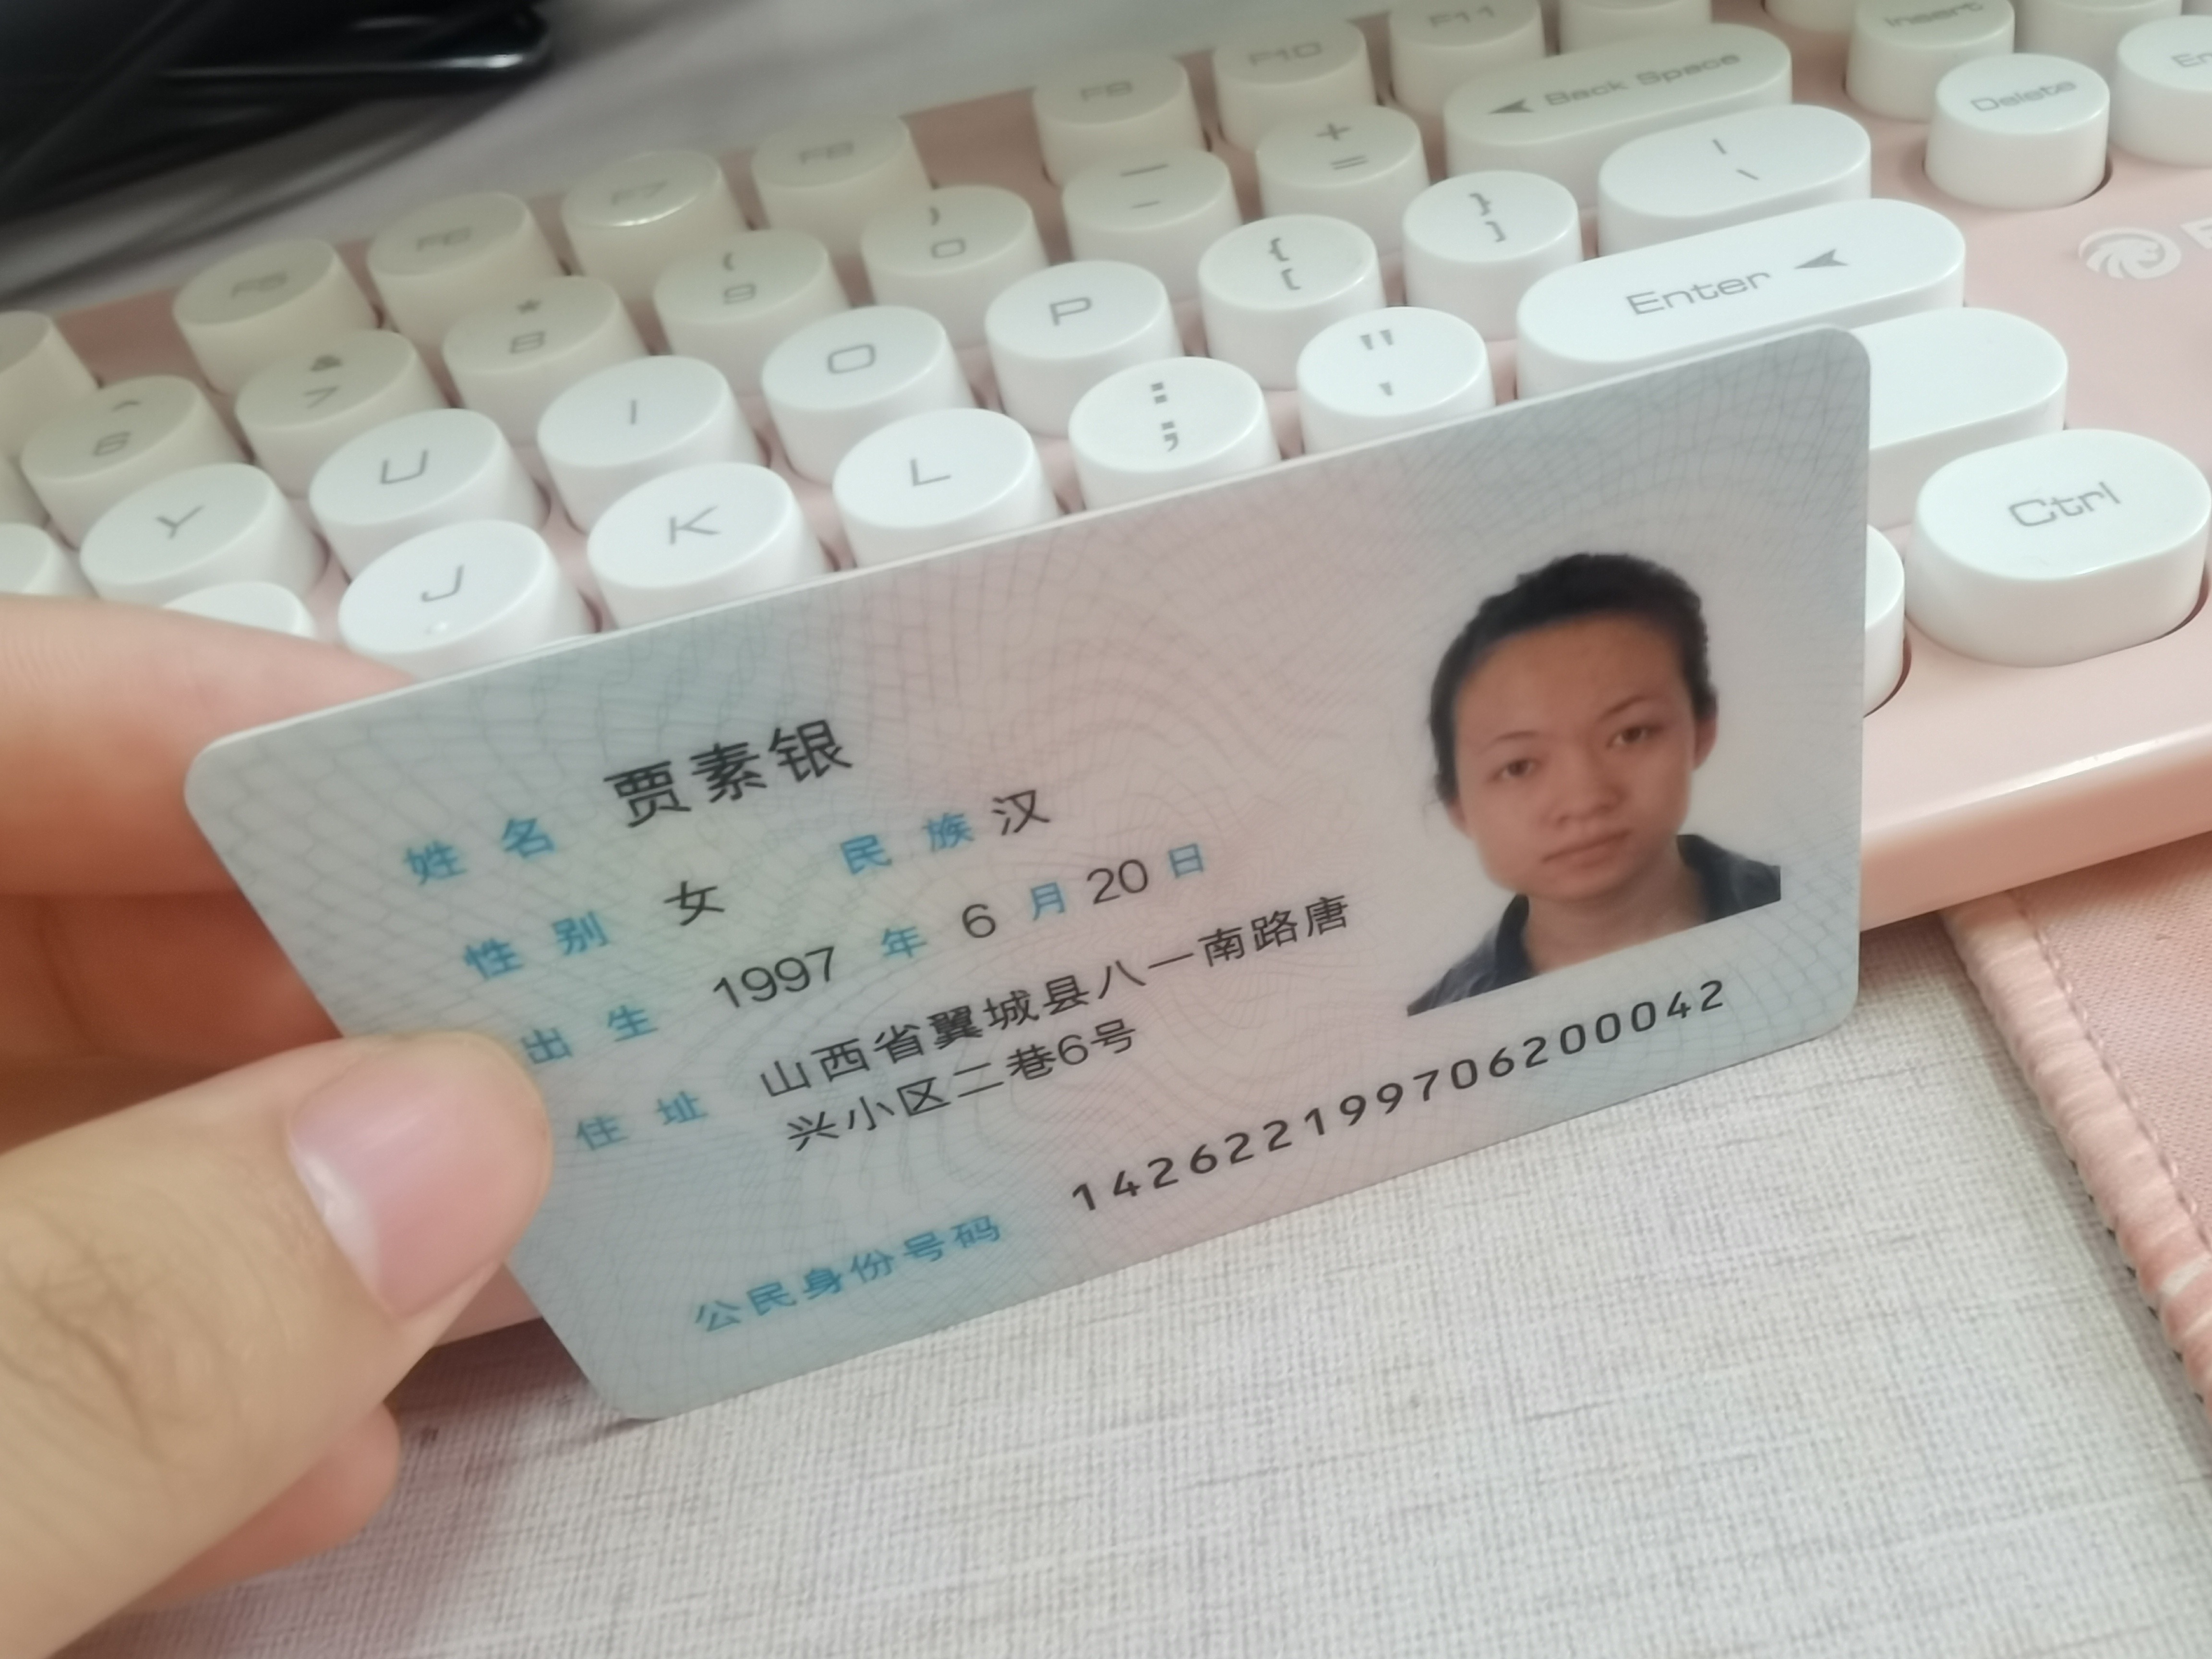 F5 F6 F7 F8 F9 F10 F11 Insert
^ 6 & 7 * 8 ( 9 ) 0 — - + = Back Space Delete
Y U I O P { [ } ] | \
J K L : ; " ' Enter
Ctrl
姓名 贾素银
性别 女 民族 汉
出生 1997 年 6 月 20 日
住址 山西省翼城县八一南路唐
兴小区二巷6号
公民身份号码 142622199706200042